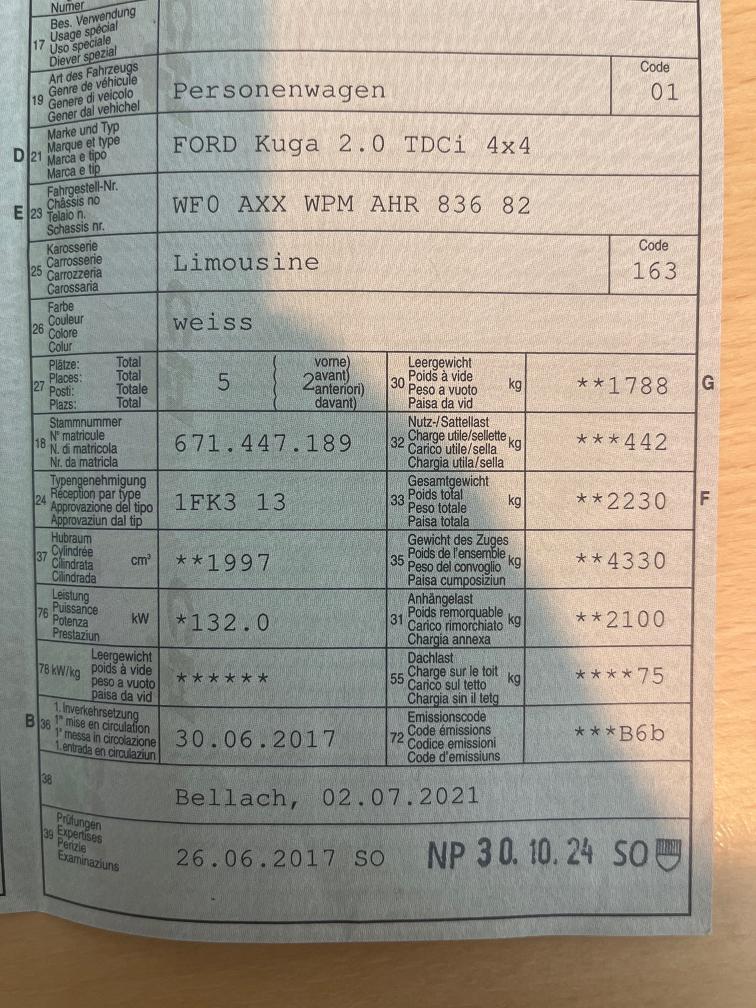 Numer
17 Bes. Verwendung
Usage spécial
Uso speciale
Diever spezial
19 Art des Fahrzeugs
Genre de véhicule
Genere di veicolo
Gener dal vehichel
Personenwagen
Code
01
D 21 Marke und Typ
Marque et type
Marca e tipo
Marca e tip
FORD Kuga 2.0 TDCi 4x4
E 23 Fahrgestell-Nr.
Châssis no
Telaio n.
Schassis nr.
WF0 AXX WPM AHR 836 82
25 Karosserie
Carrosserie
Carrozzeria
Carossaria
Limousine
Code
163
26 Farbe
Couleur
Colore
Colur
weiss
27 Plätze: Total
Places: Total
Posti: Totale
Plazs: Total
5 ( 2 vorne)
( avant)
( anteriori)
( davant)
30 Leergewicht
Poids à vide
Peso a vuoto
Paisa da vid
kg
**1788
G
18 Stammnummer
N° matricule
N. di matricola
Nr. da matricla
671.447.189
32 Nutz-/Sattellast
Charge utile/sellette
Carico utile/sella
Chargia utila/sella
kg
***442
24 Typengenehmigung
Réception par type
Approvazione del tipo
Approvaziun dal tip
1FK3 13
33 Gesamtgewicht
Poids total
Peso totale
Paisa totala
kg
**2230
F
37 Hubraum
Cylindrée
Cilindrata
Cilindrada
cm³
**1997
35 Gewicht des Zuges
Poids de l'ensemble
Peso del convoglio
Paisa cumposiziun
kg
**4330
76 Leistung
Puissance
Potenza
Prestaziun
kW
*132.0
31 Anhängelast
Poids remorquable
Carico rimorchiato
Chargia annexa
kg
**2100
78 kW/kg Leergewicht
poids à vide
peso a vuoto
paisa da vid
******
55 Dachlast
Charge sur le toit
Carico sul tetto
Chargia sin il tetg
kg
****75
B 36 1. Inverkehrsetzung
1re mise en circulation
1a messa in circolazione
1. entrada en circulaziun
30.06.2017
72 Emissionscode
Code émissions
Codice emissioni
Code d'emissiuns
***B6b
38
Bellach, 02.07.2021
39 Prüfungen
Expertises
Perizie
Examinaziuns
26.06.2017 SO
NP 30.10.24 SO